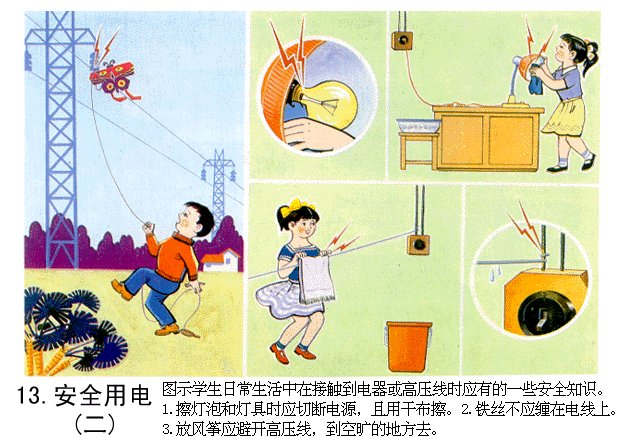 13. 安全用电
(二)
图示学生日常生活中在接触到电器或高压线时应有的一些安全知识。
1.擦灯泡和灯具时应切断电源，且用干布擦。2.铁丝不应缠在电线上。
3.放风筝应避开高压线，到空旷的地方去。